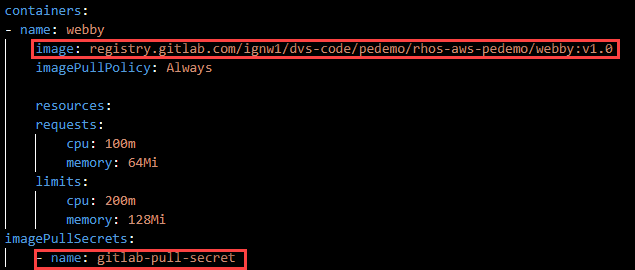 containers:
- name: webby
    image: registry.gitlab.com/ignw1/dvs-code/pedemo/rhos-aws-pedemo/webby:v1.0
    imagePullPolicy: Always

    resources:
    requests:
        cpu: 100m
        memory: 64Mi
    limits:
        cpu: 200m
        memory: 128Mi
imagePullSecrets:
    - name: gitlab-pull-secret